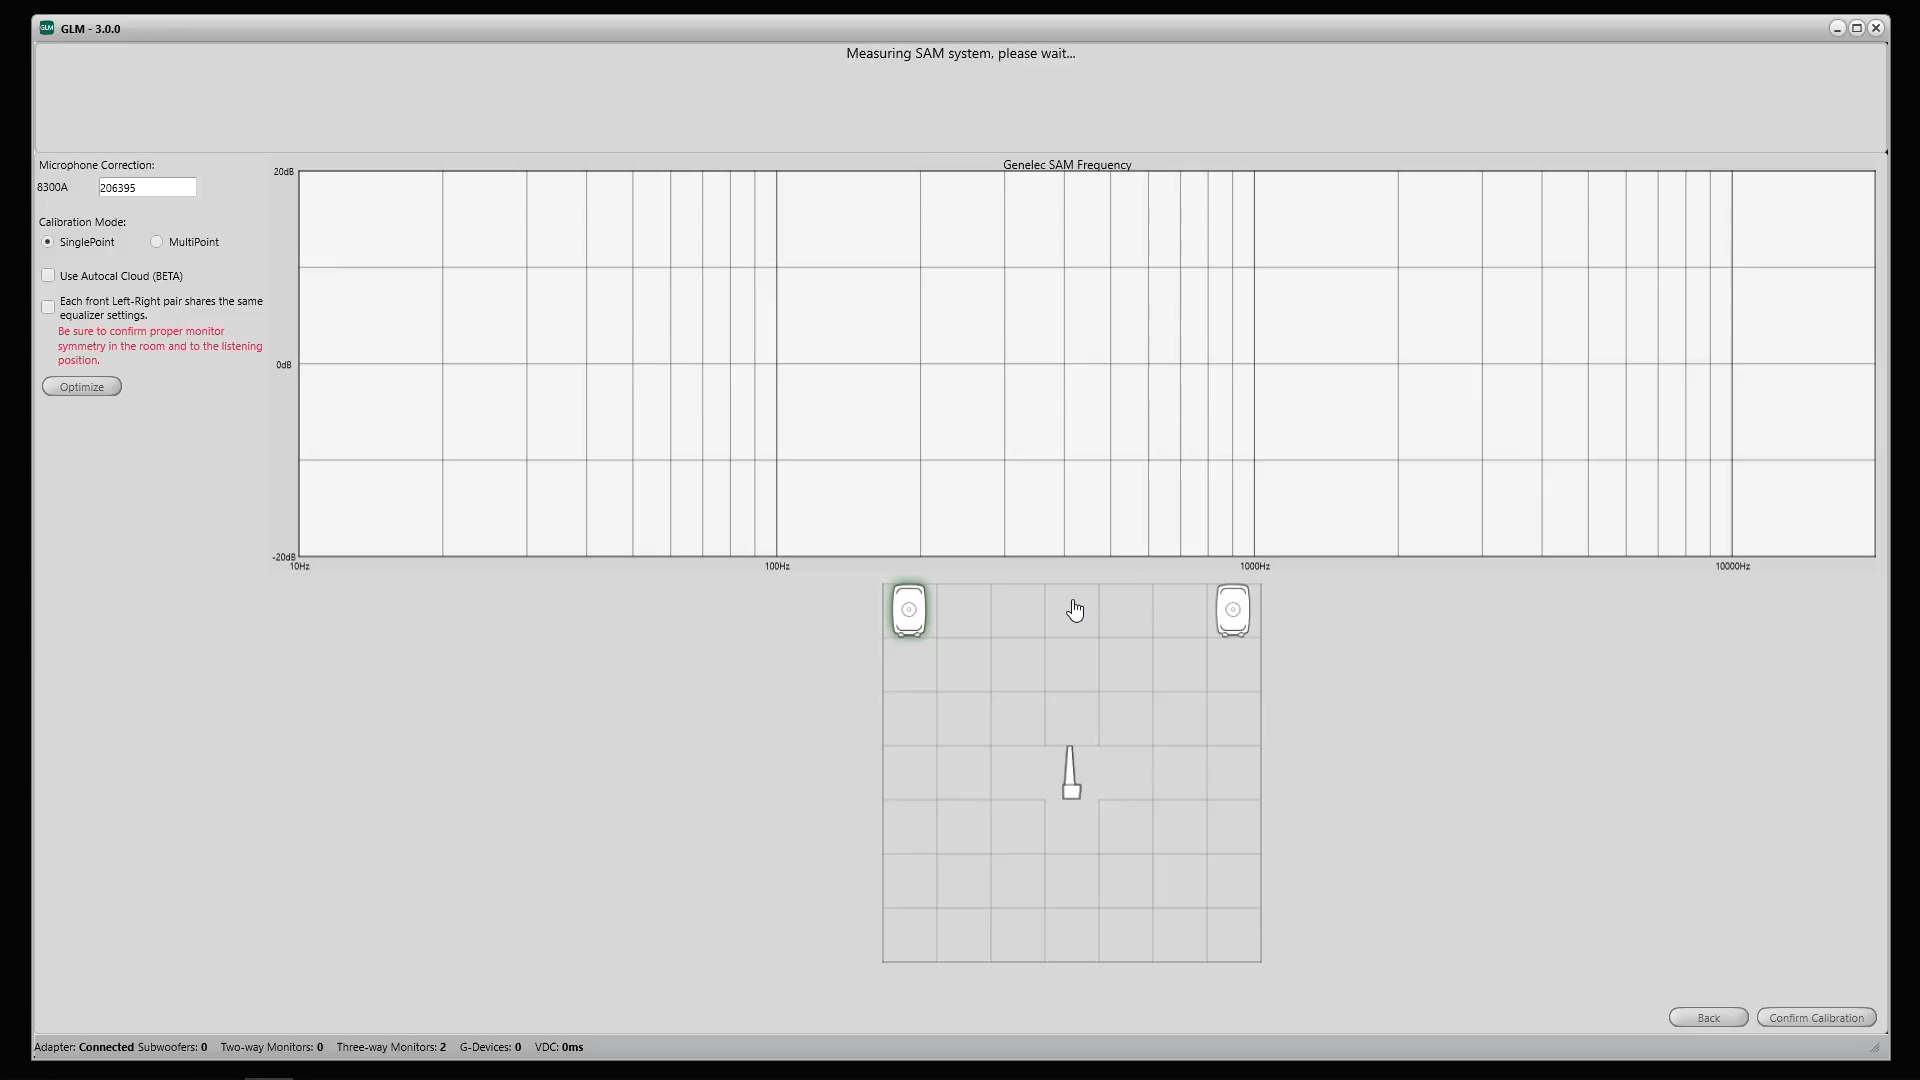 GLM GLM - 3.0.0
Measuring SAM system, please wait...
Microphone Correction:
8300A 206395
Calibration Mode:
SinglePoint MultiPoint
Use Autocal Cloud (BETA)
Each front Left-Right pair shares the same
equalizer settings.
Be sure to confirm proper monitor
symmetry in the room and to the listening
position.
Optimize
Genelec SAM Frequency
20dB
0dB
-20dB
10Hz 100Hz 1000Hz 10000Hz
Back Confirm Calibration
Adapter: Connected Subwoofers: 0 Two-way Monitors: 0 Three-way Monitors: 2 G-Devices: 0 VDC: 0ms